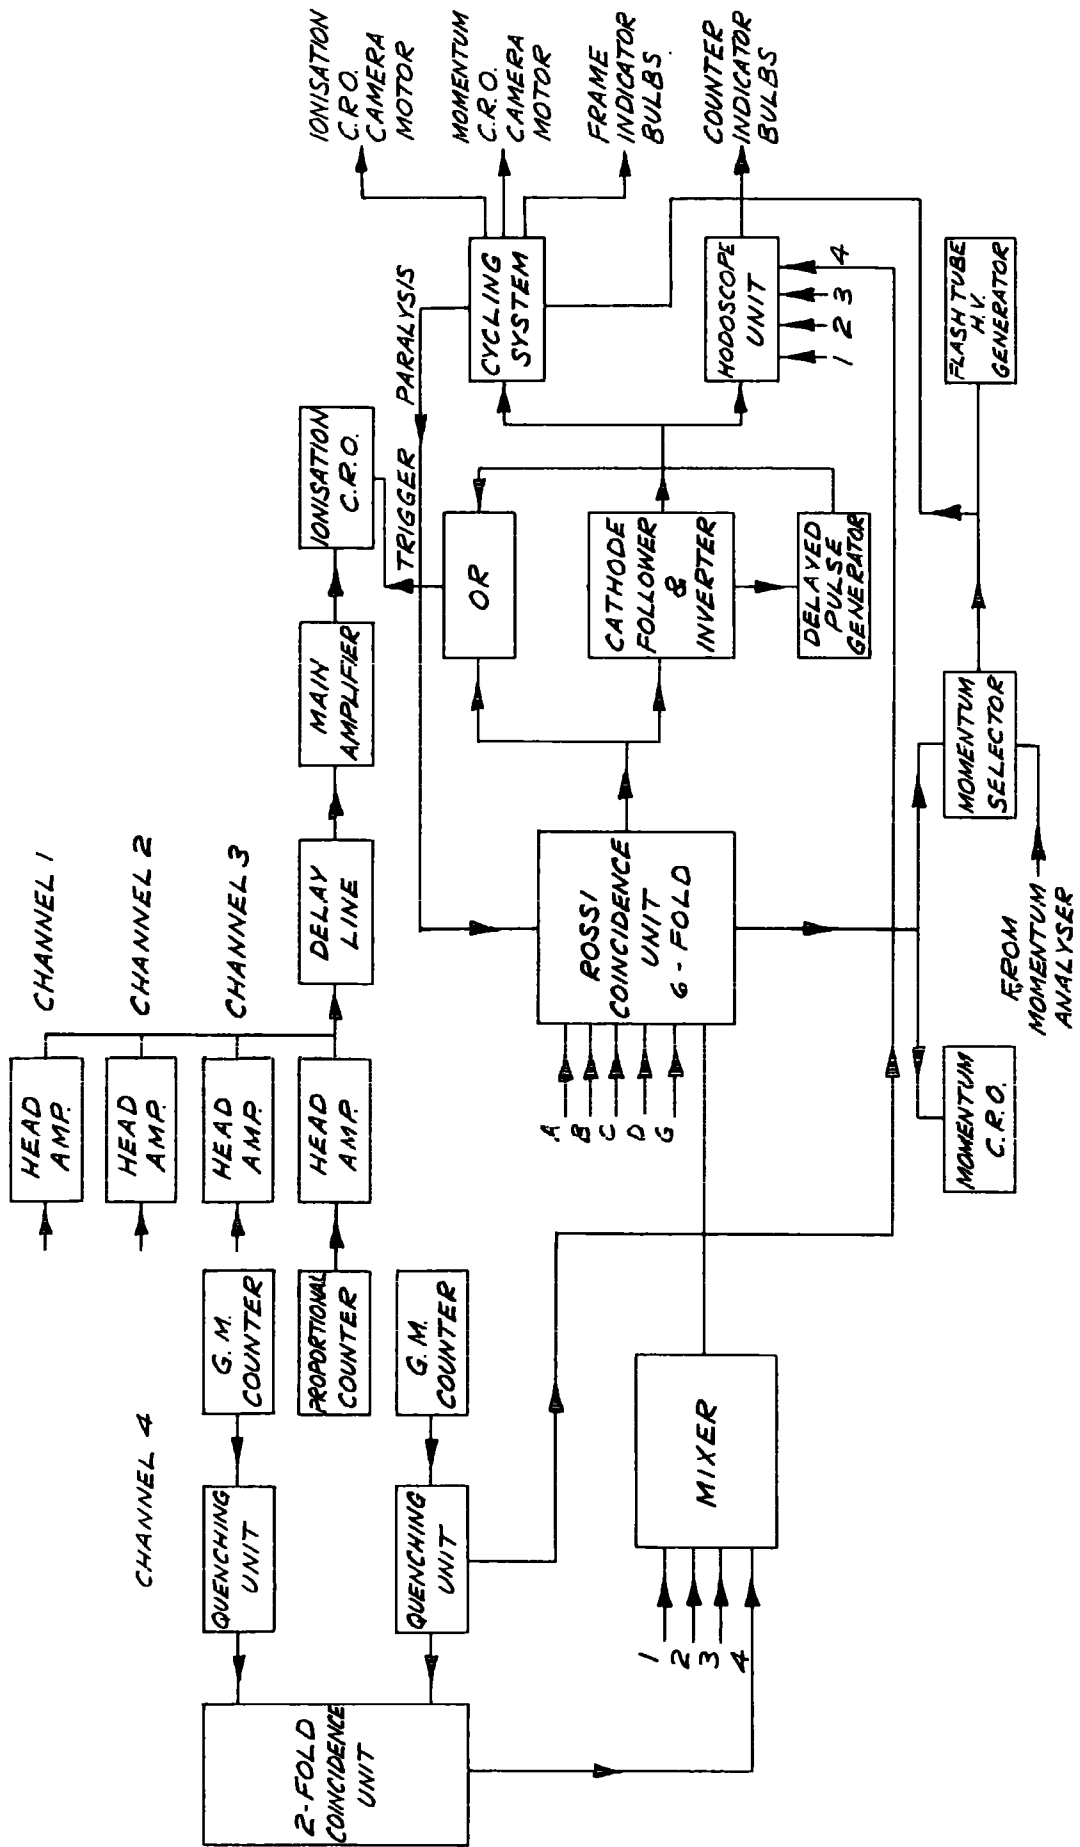 CHANNEL 4
2-FOLD
COINCIDENCE
UNIT
QUENCHING
UNIT
G.M.
COUNTER
QUENCHING
UNIT
G.M.
COUNTER
PROPORTIONAL
COUNTER
HEAD
AMP.
CHANNEL 1
HEAD
AMP.
CHANNEL 2
HEAD
AMP.
CHANNEL 3
HEAD
AMP.
DELAY
LINE
MAIN
AMPLIFIER
IONISATION
C.R.O.
TRIGGER
PARALYSIS
IONISATION
C.R.O.
CAMERA
MOTOR
MOMENTUM
C.R.O.
CAMERA
MOTOR
FRAME
INDICATOR
BULBS.
COUNTER
INDICATOR
BULBS
1
2
3
4
MIXER
A
B
C
D
G
ROSSI
COINCIDENCE
UNIT
6-FOLD
OR
CATHODE
FOLLOWER
&
INVERTER
DELAYED
PULSE
GENERATOR
CYCLING
SYSTEM
HODOSCOPE
UNIT
1
2
3
4
MOMENTUM
C.R.O.
FROM
MOMENTUM
ANALYSER
MOMENTUM
SELECTOR
FLASH TUBE
H.V.
GENERATOR